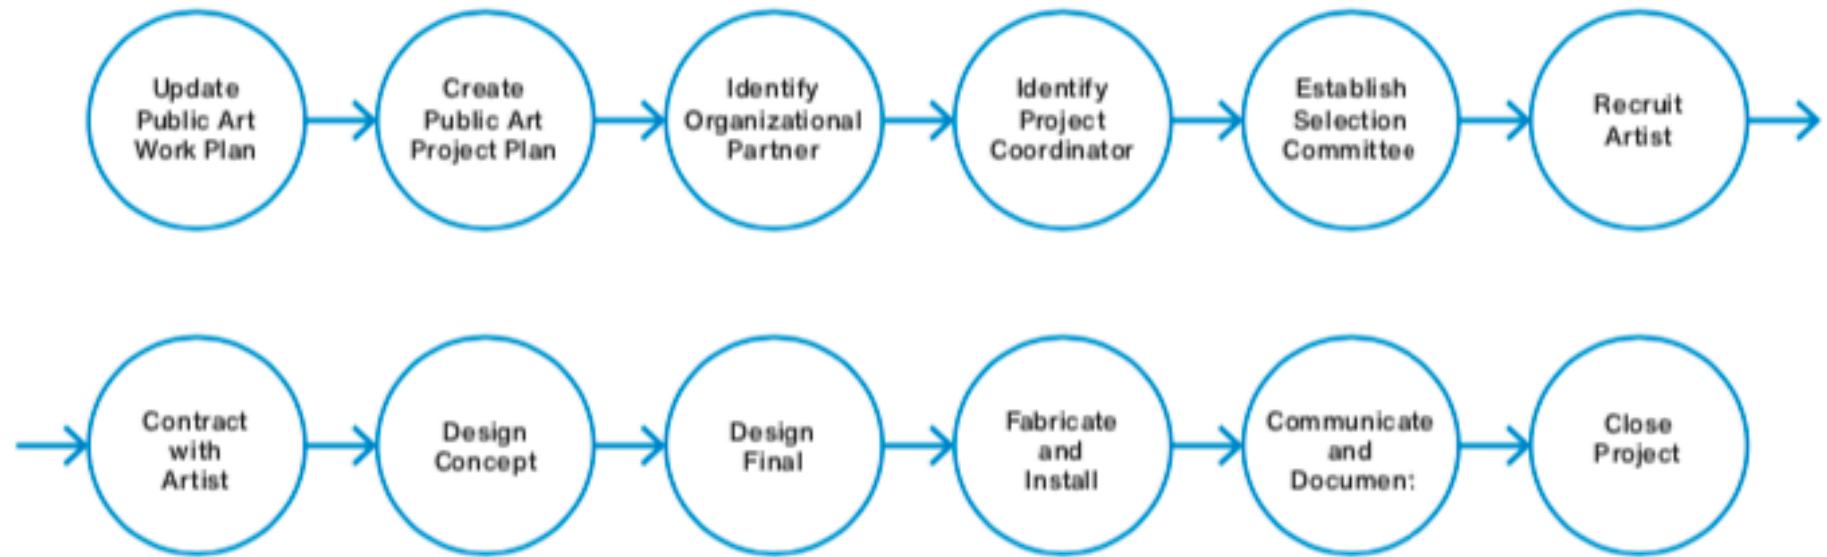 Update
Public Art
Work Plan
Create
Public Art
Project Plan
Identify
Organizational
Partner
Identify
Project
Coordinator
Establish
Selection
Committee
Recruit
Artist
Contract
with
Artist
Design
Concept
Design
Final
Fabricate
and
Install
Communicate
and
Documen:
Close
Project